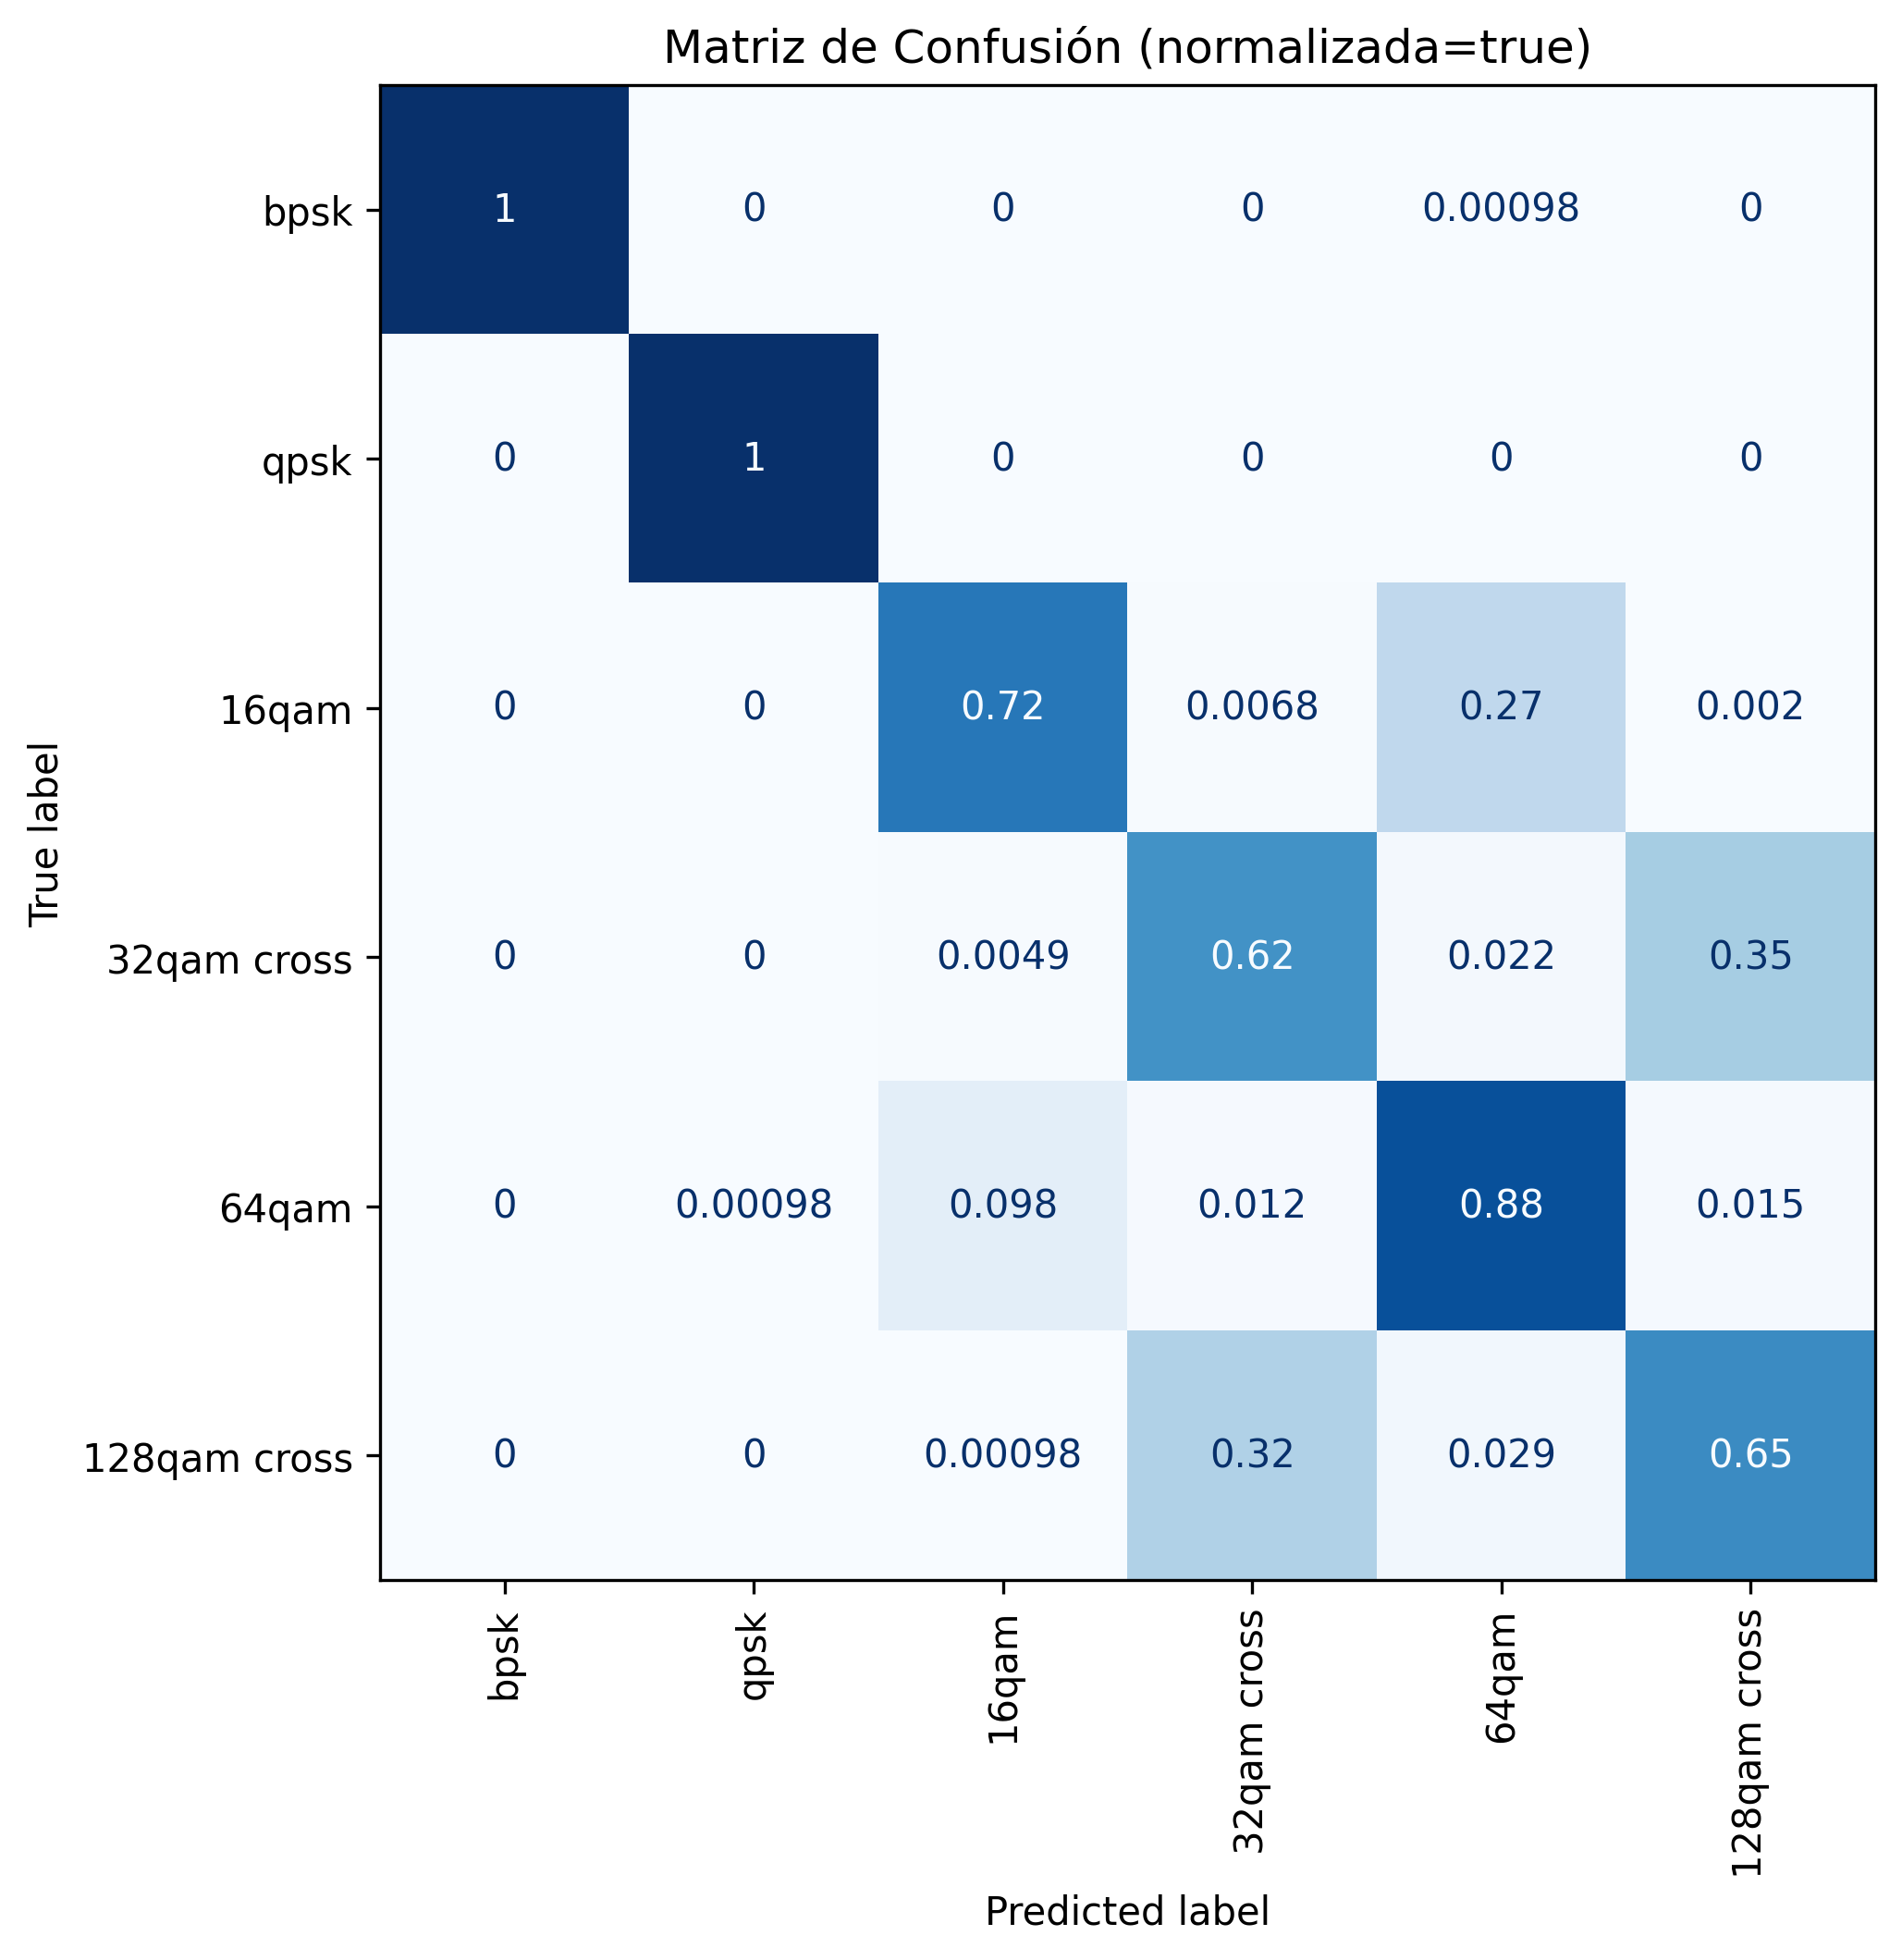 Matriz de Confusión (normalizada=true)
True label
bpsk 1 0 0 0 0.00098 0
qpsk 0 1 0 0 0 0
16qam 0 0 0.72 0.0068 0.27 0.002
32qam cross 0 0 0.0049 0.62 0.022 0.35
64qam 0 0.00098 0.098 0.012 0.88 0.015
128qam cross 0 0 0.00098 0.32 0.029 0.65
bpsk qpsk 16qam 32qam cross 64qam 128qam cross
Predicted label